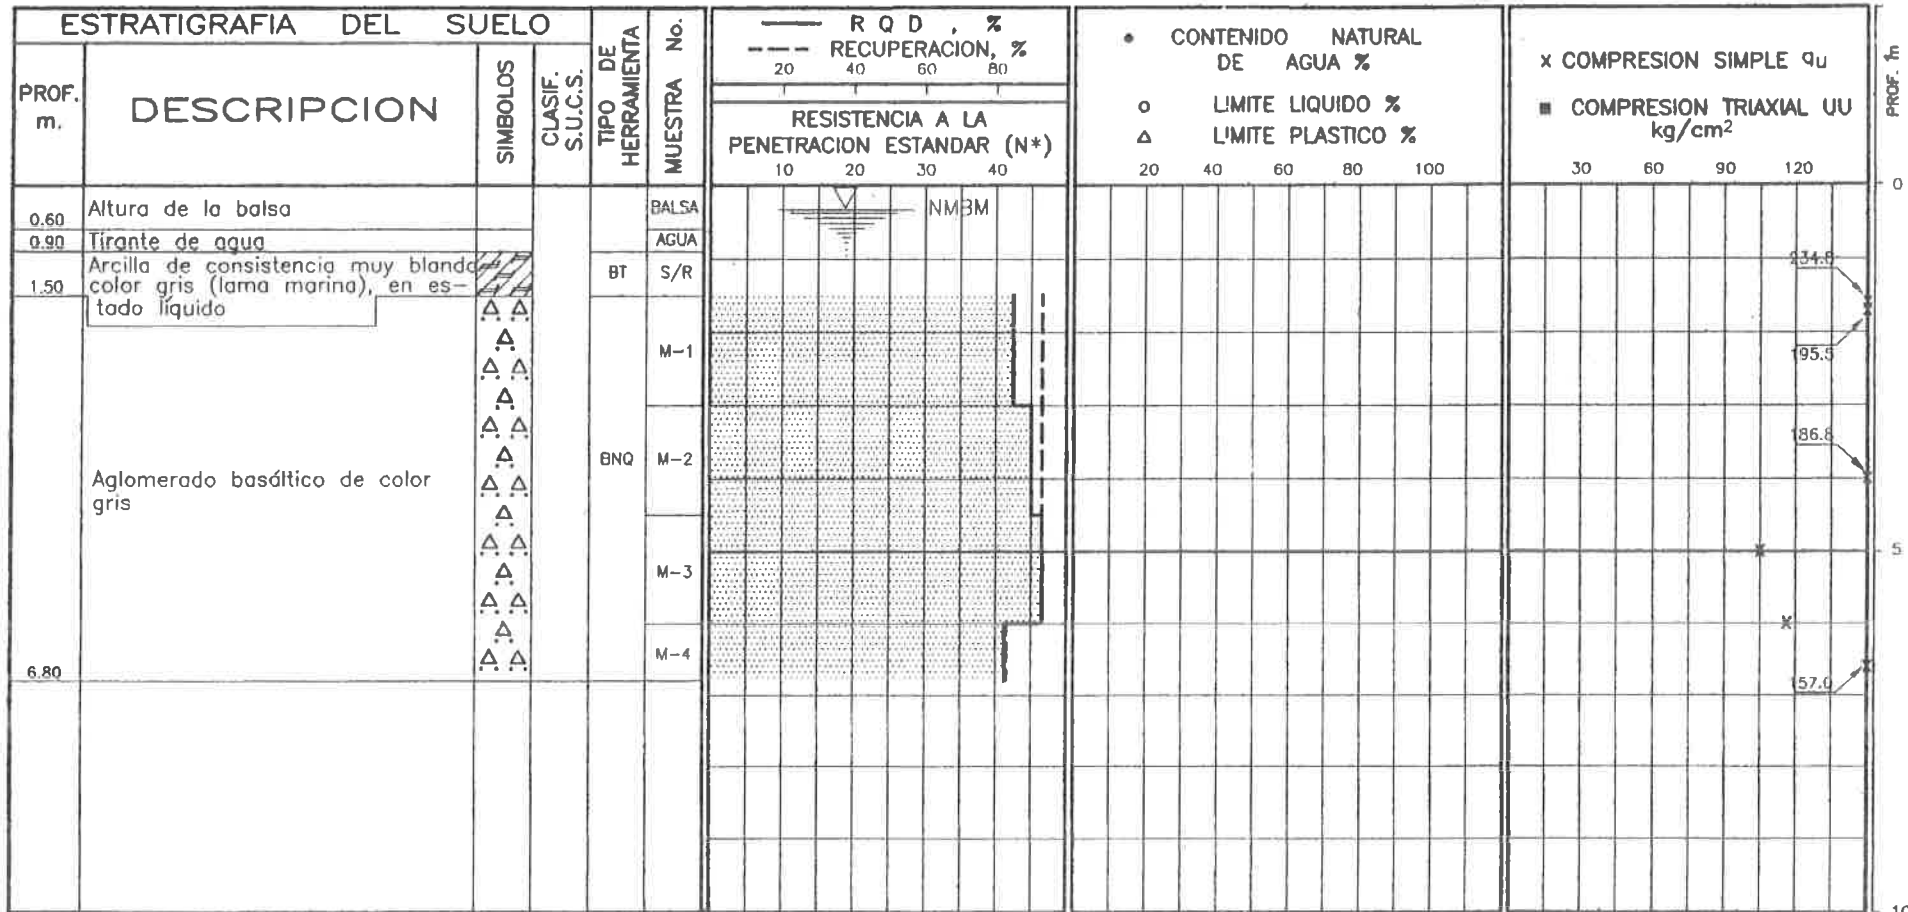 ESTRATIGRAFIA DEL SUELO
PROF. m.
DESCRIPCION
SIMBOLOS
CLASIF. S.U.C.S.
TIPO DE HERRAMIENTA
MUESTRA No.
R Q D , %
RECUPERACION, %
20 40 60 80
RESISTENCIA A LA
PENETRACION ESTANDAR (N*)
10 20 30 40
CONTENIDO NATURAL
DE AGUA %
LIMITE LIQUIDO %
LIMITE PLASTICO %
20 40 60 80 100
COMPRESION SIMPLE qu
COMPRESION TRIAXIAL UU
kg/cm2
30 60 90 120
PROF. m
0
Altura de la balsa
0.60
BALSA
NMBM
0.90
Tirante de agua
AGUA
Arcilla de consistencia muy blanda
color gris (lama marina), en es-
tado líquido
1.50
BT
S/R
234.8
M-1
195.5
186.8
BNQ
M-2
Aglomerado basáltico de color
gris
5
M-3
M-4
6.80
157.0
10